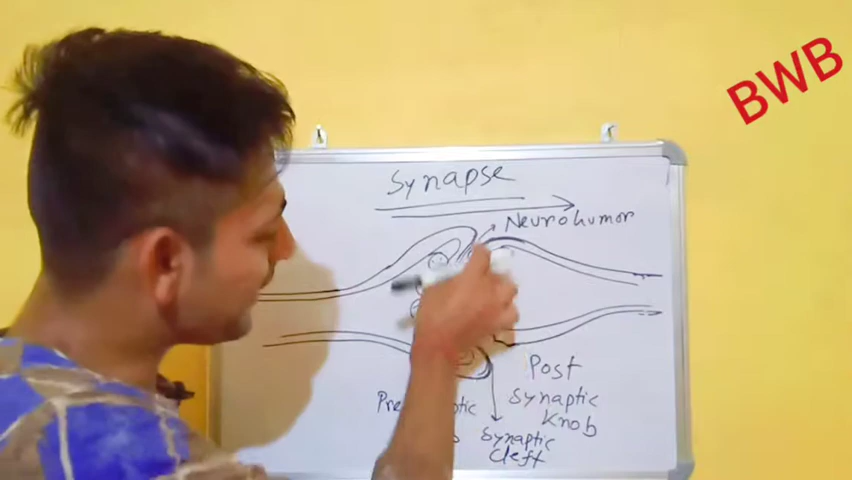 BWB
Synapse
Neurohumor
Post
Synaptic
Knob
Synaptic
Cleft